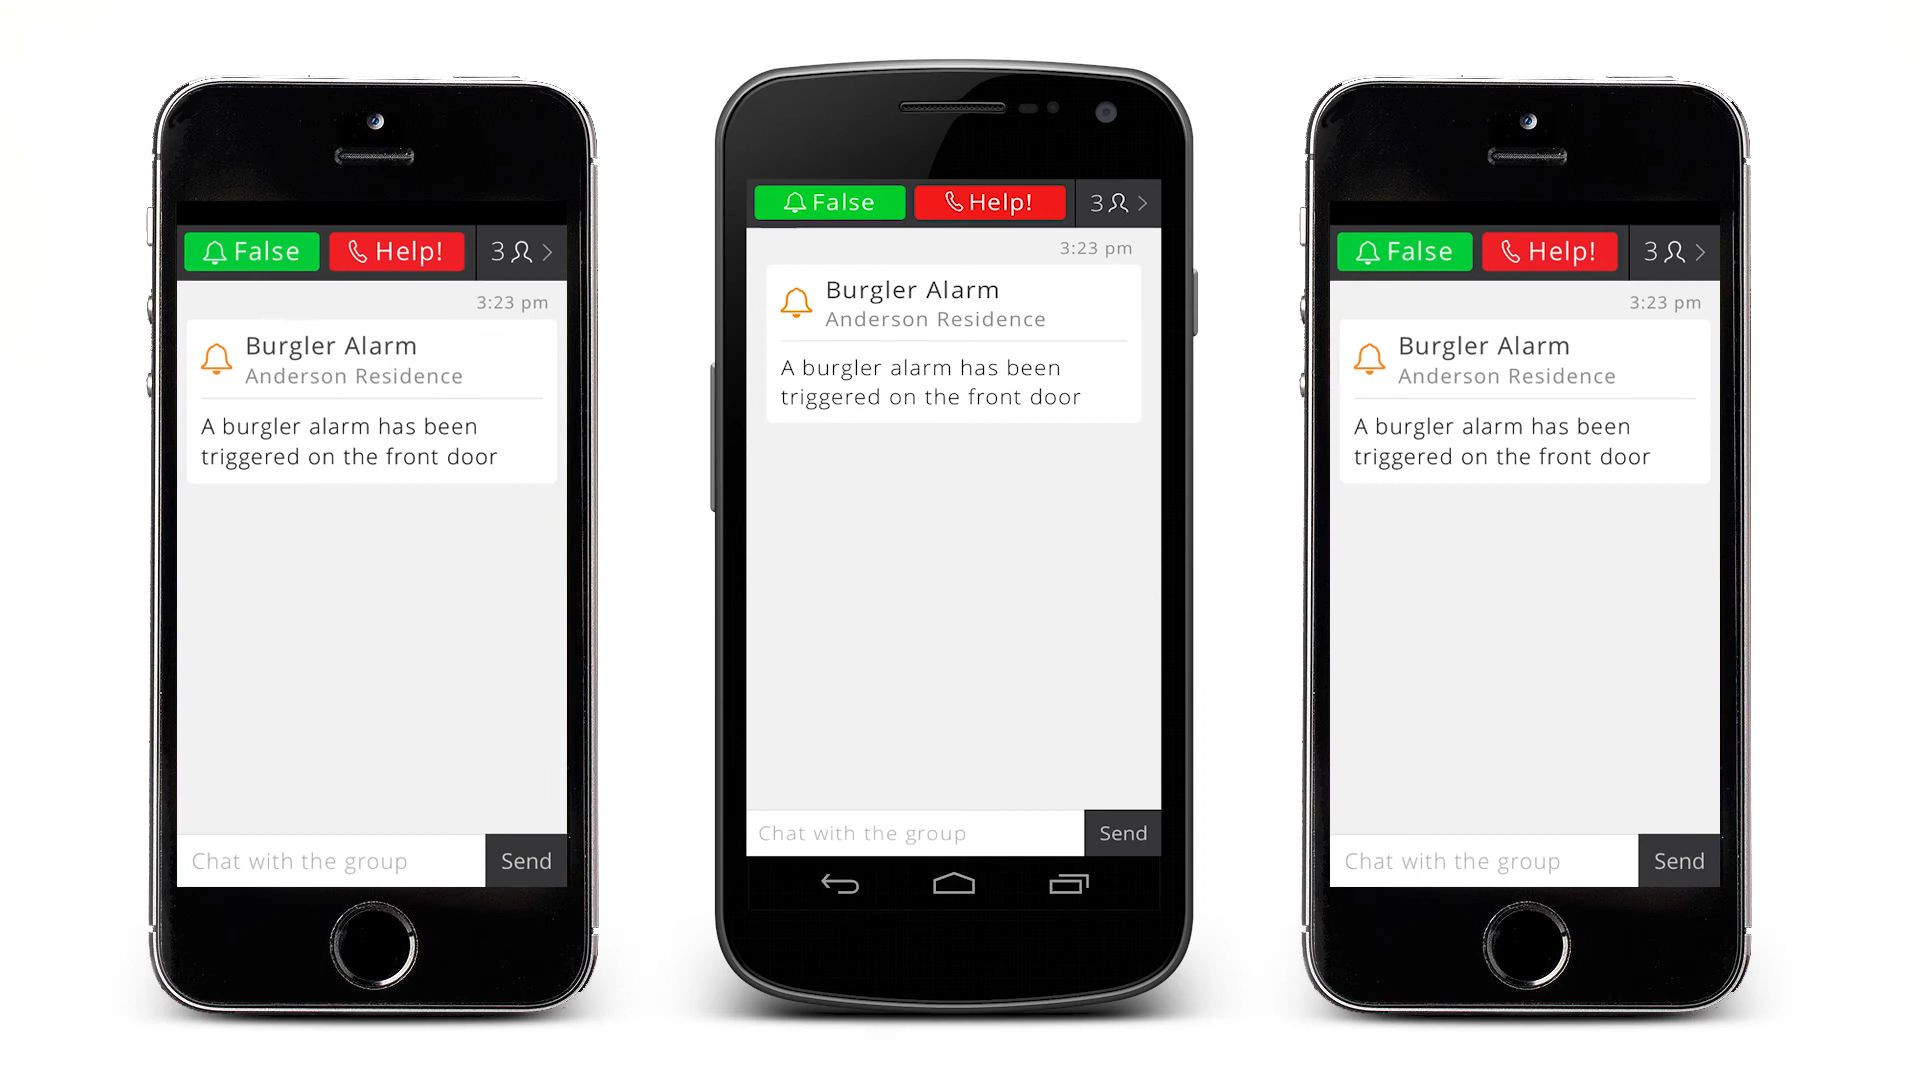 False Help! 3
3:23 pm
Burgler Alarm
Anderson Residence
A burgler alarm has been
triggered on the front door
Chat with the group Send
False Help! 3
3:23 pm
Burgler Alarm
Anderson Residence
A burgler alarm has been
triggered on the front door
Chat with the group Send
False Help! 3
3:23 pm
Burgler Alarm
Anderson Residence
A burgler alarm has been
triggered on the front door
Chat with the group Send